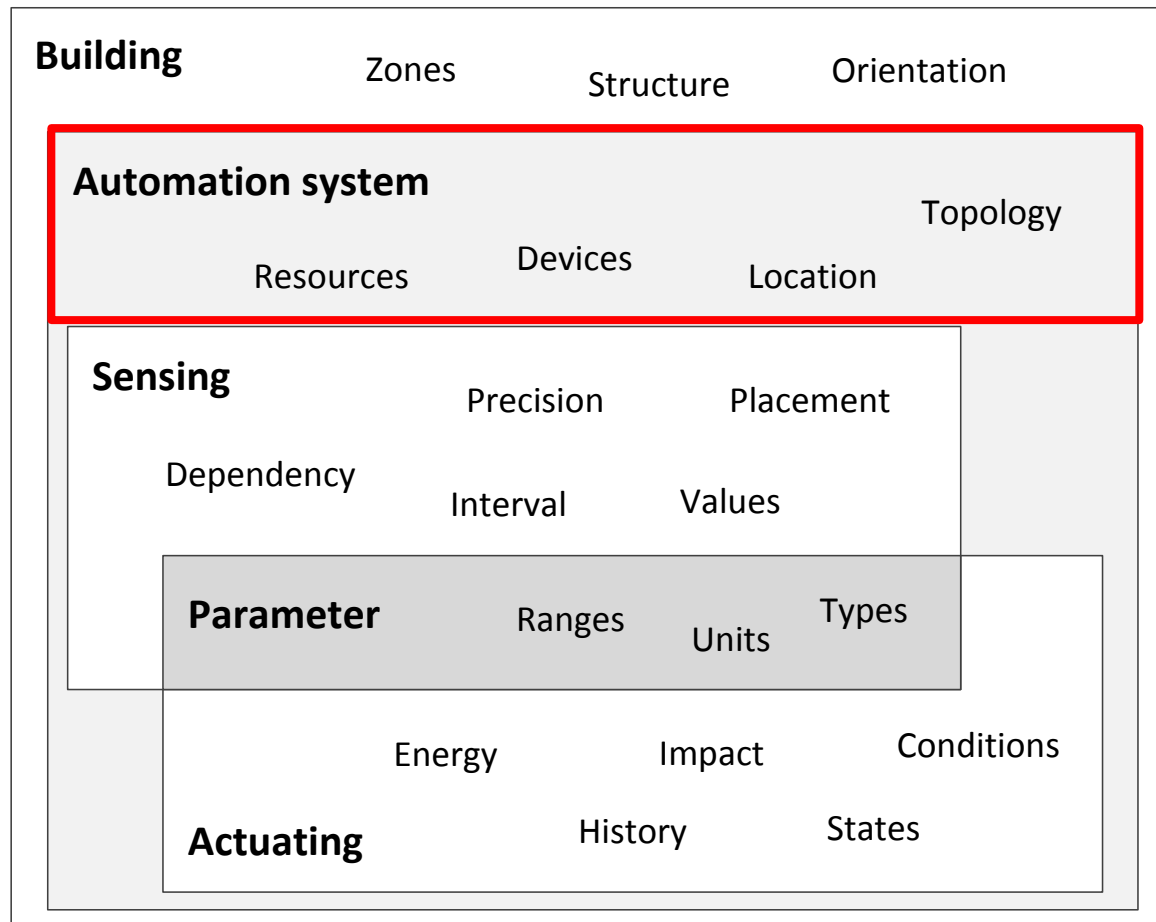 Building
Zones
Structure
Orientation
Automation system
Topology
Resources
Devices
Location
Sensing
Precision
Placement
Dependency
Interval
Values
Parameter
Ranges
Units
Types
Energy
Impact
Conditions
Actuating
History
States